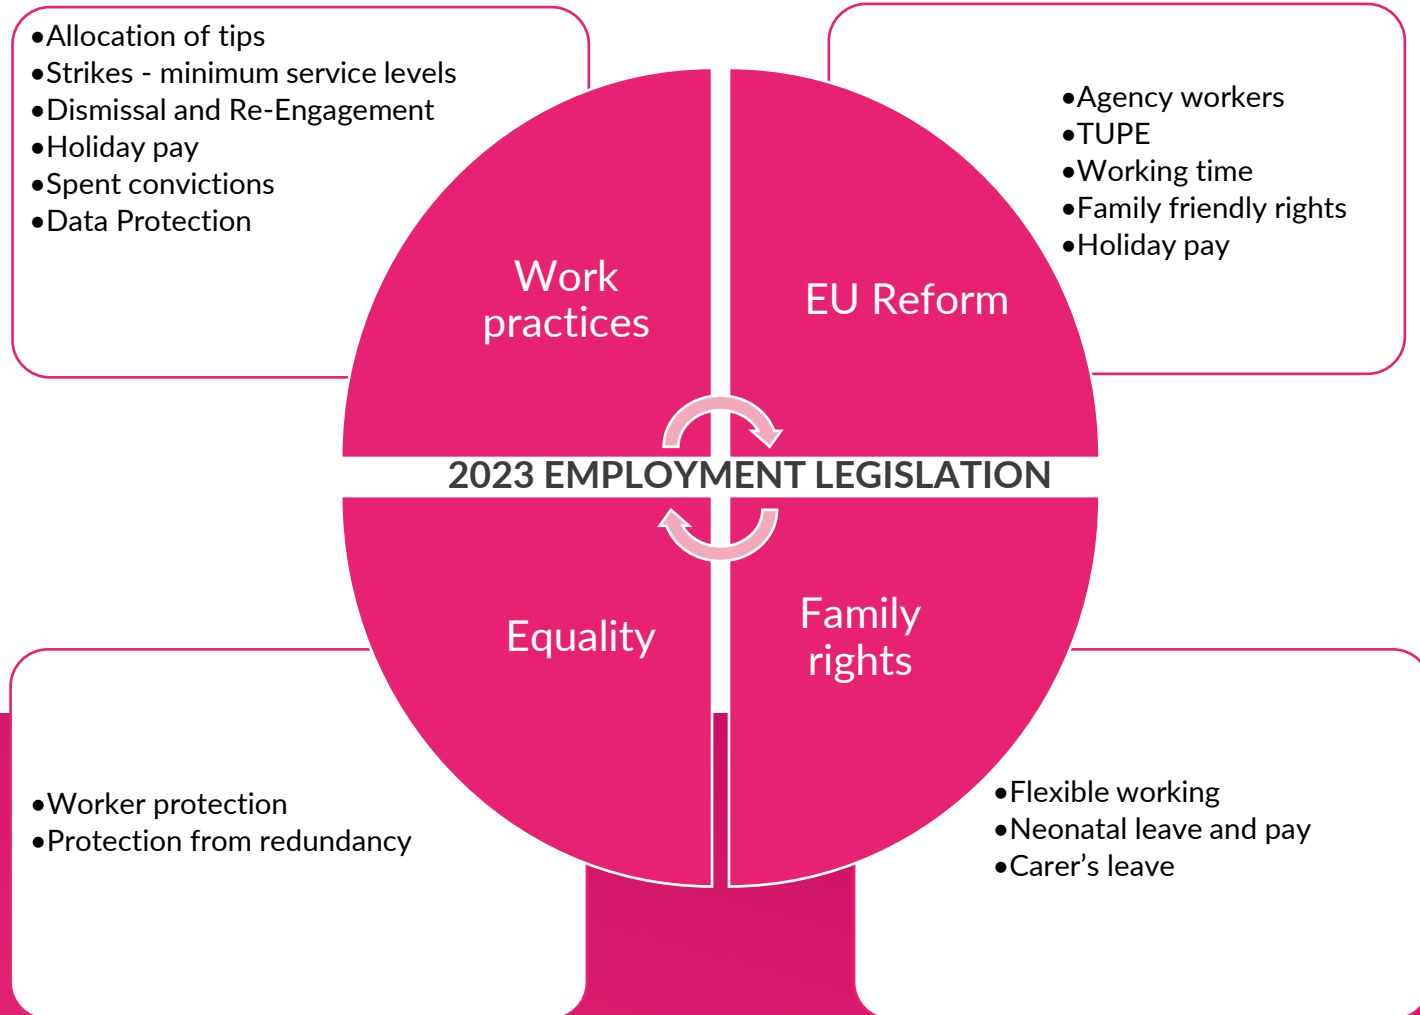 •Allocation of tips
•Strikes - minimum service levels
•Dismissal and Re-Engagement
•Holiday pay
•Spent convictions
•Data Protection
•Agency workers
•TUPE
•Working time
•Family friendly rights
•Holiday pay
Work
practices
EU Reform
2023 EMPLOYMENT LEGISLATION
Equality
Family
rights
•Worker protection
•Protection from redundancy
•Flexible working
•Neonatal leave and pay
•Carer’s leave